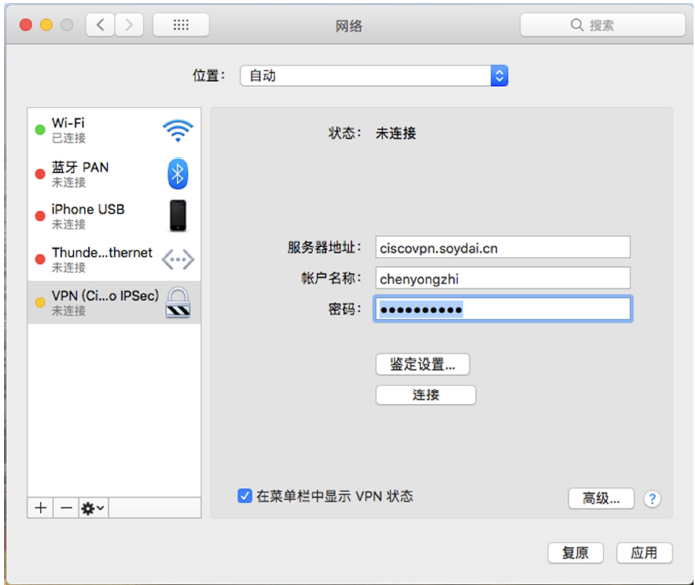 网络
搜索
位置：
自动
Wi-Fi
已连接
蓝牙 PAN
未连接
iPhone USB
未连接
Thunde...thernet
未连接
VPN (Ci...o IPSec)
未连接
状态： 未连接
服务器地址： ciscovpn.soydai.cn
帐户名称： chenyongzhi
密码： ●●●●●●●●●●
鉴定设置...
连接
在菜单栏中显示 VPN 状态
高级...
?
复原
应用